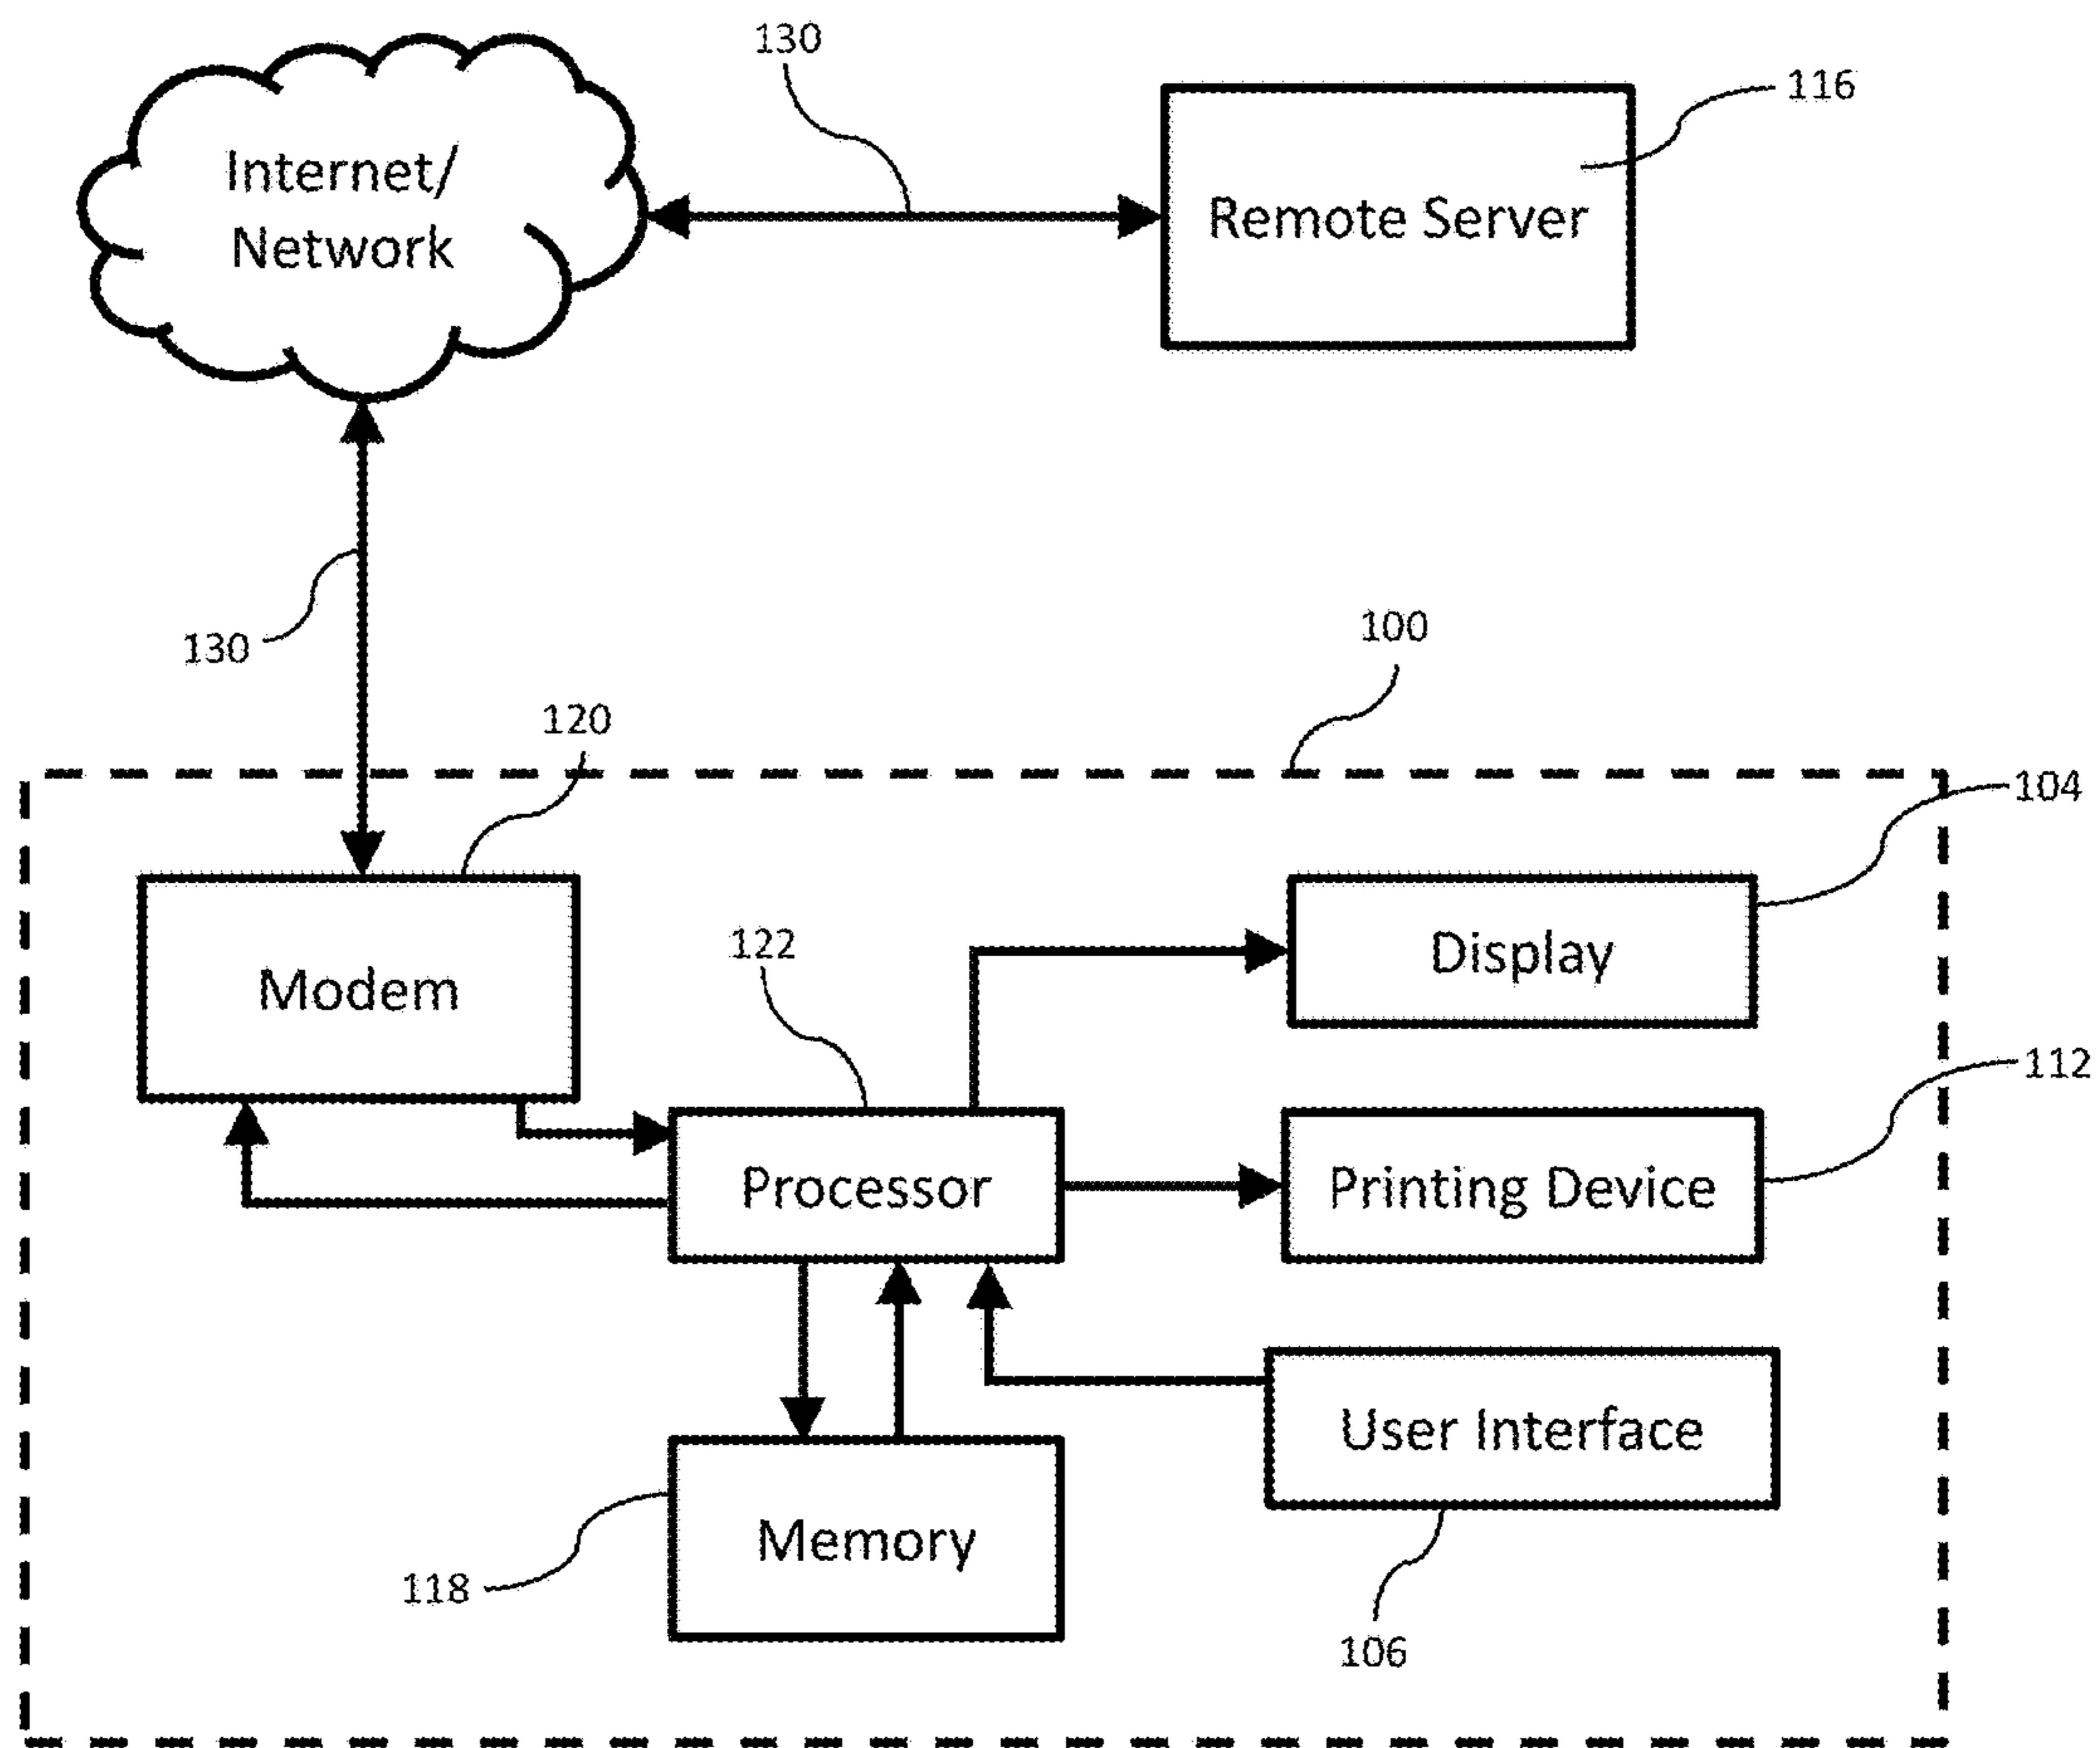 130
116
Internet/
Network
Remote Server
130
100
120
104
122
Display
Modem
112
Processor
Printing Device
User Interface
Memory
118
106